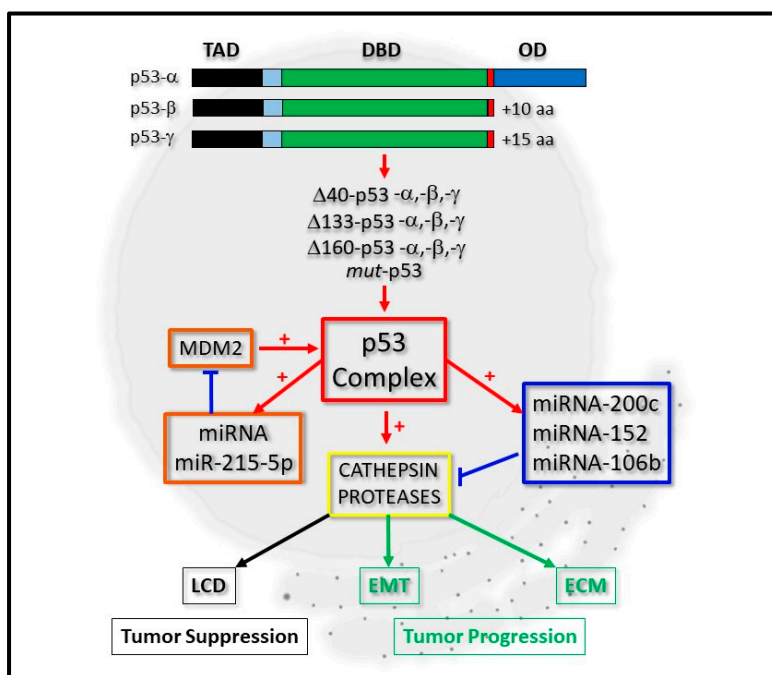 TAD DBD OD
p53-α
p53-β +10 aa
p53-γ +15 aa
Δ40-p53 -α,-β,-γ
Δ133-p53 -α,-β,-γ
Δ160-p53 -α,-β,-γ
mut-p53
MDM2
+
p53
Complex
+
+
miRNA
miR-215-5p
+
miRNA-200c
miRNA-152
miRNA-106b
CATHEPSIN
PROTEASES
LCD
EMT
ECM
Tumor Suppression
Tumor Progression